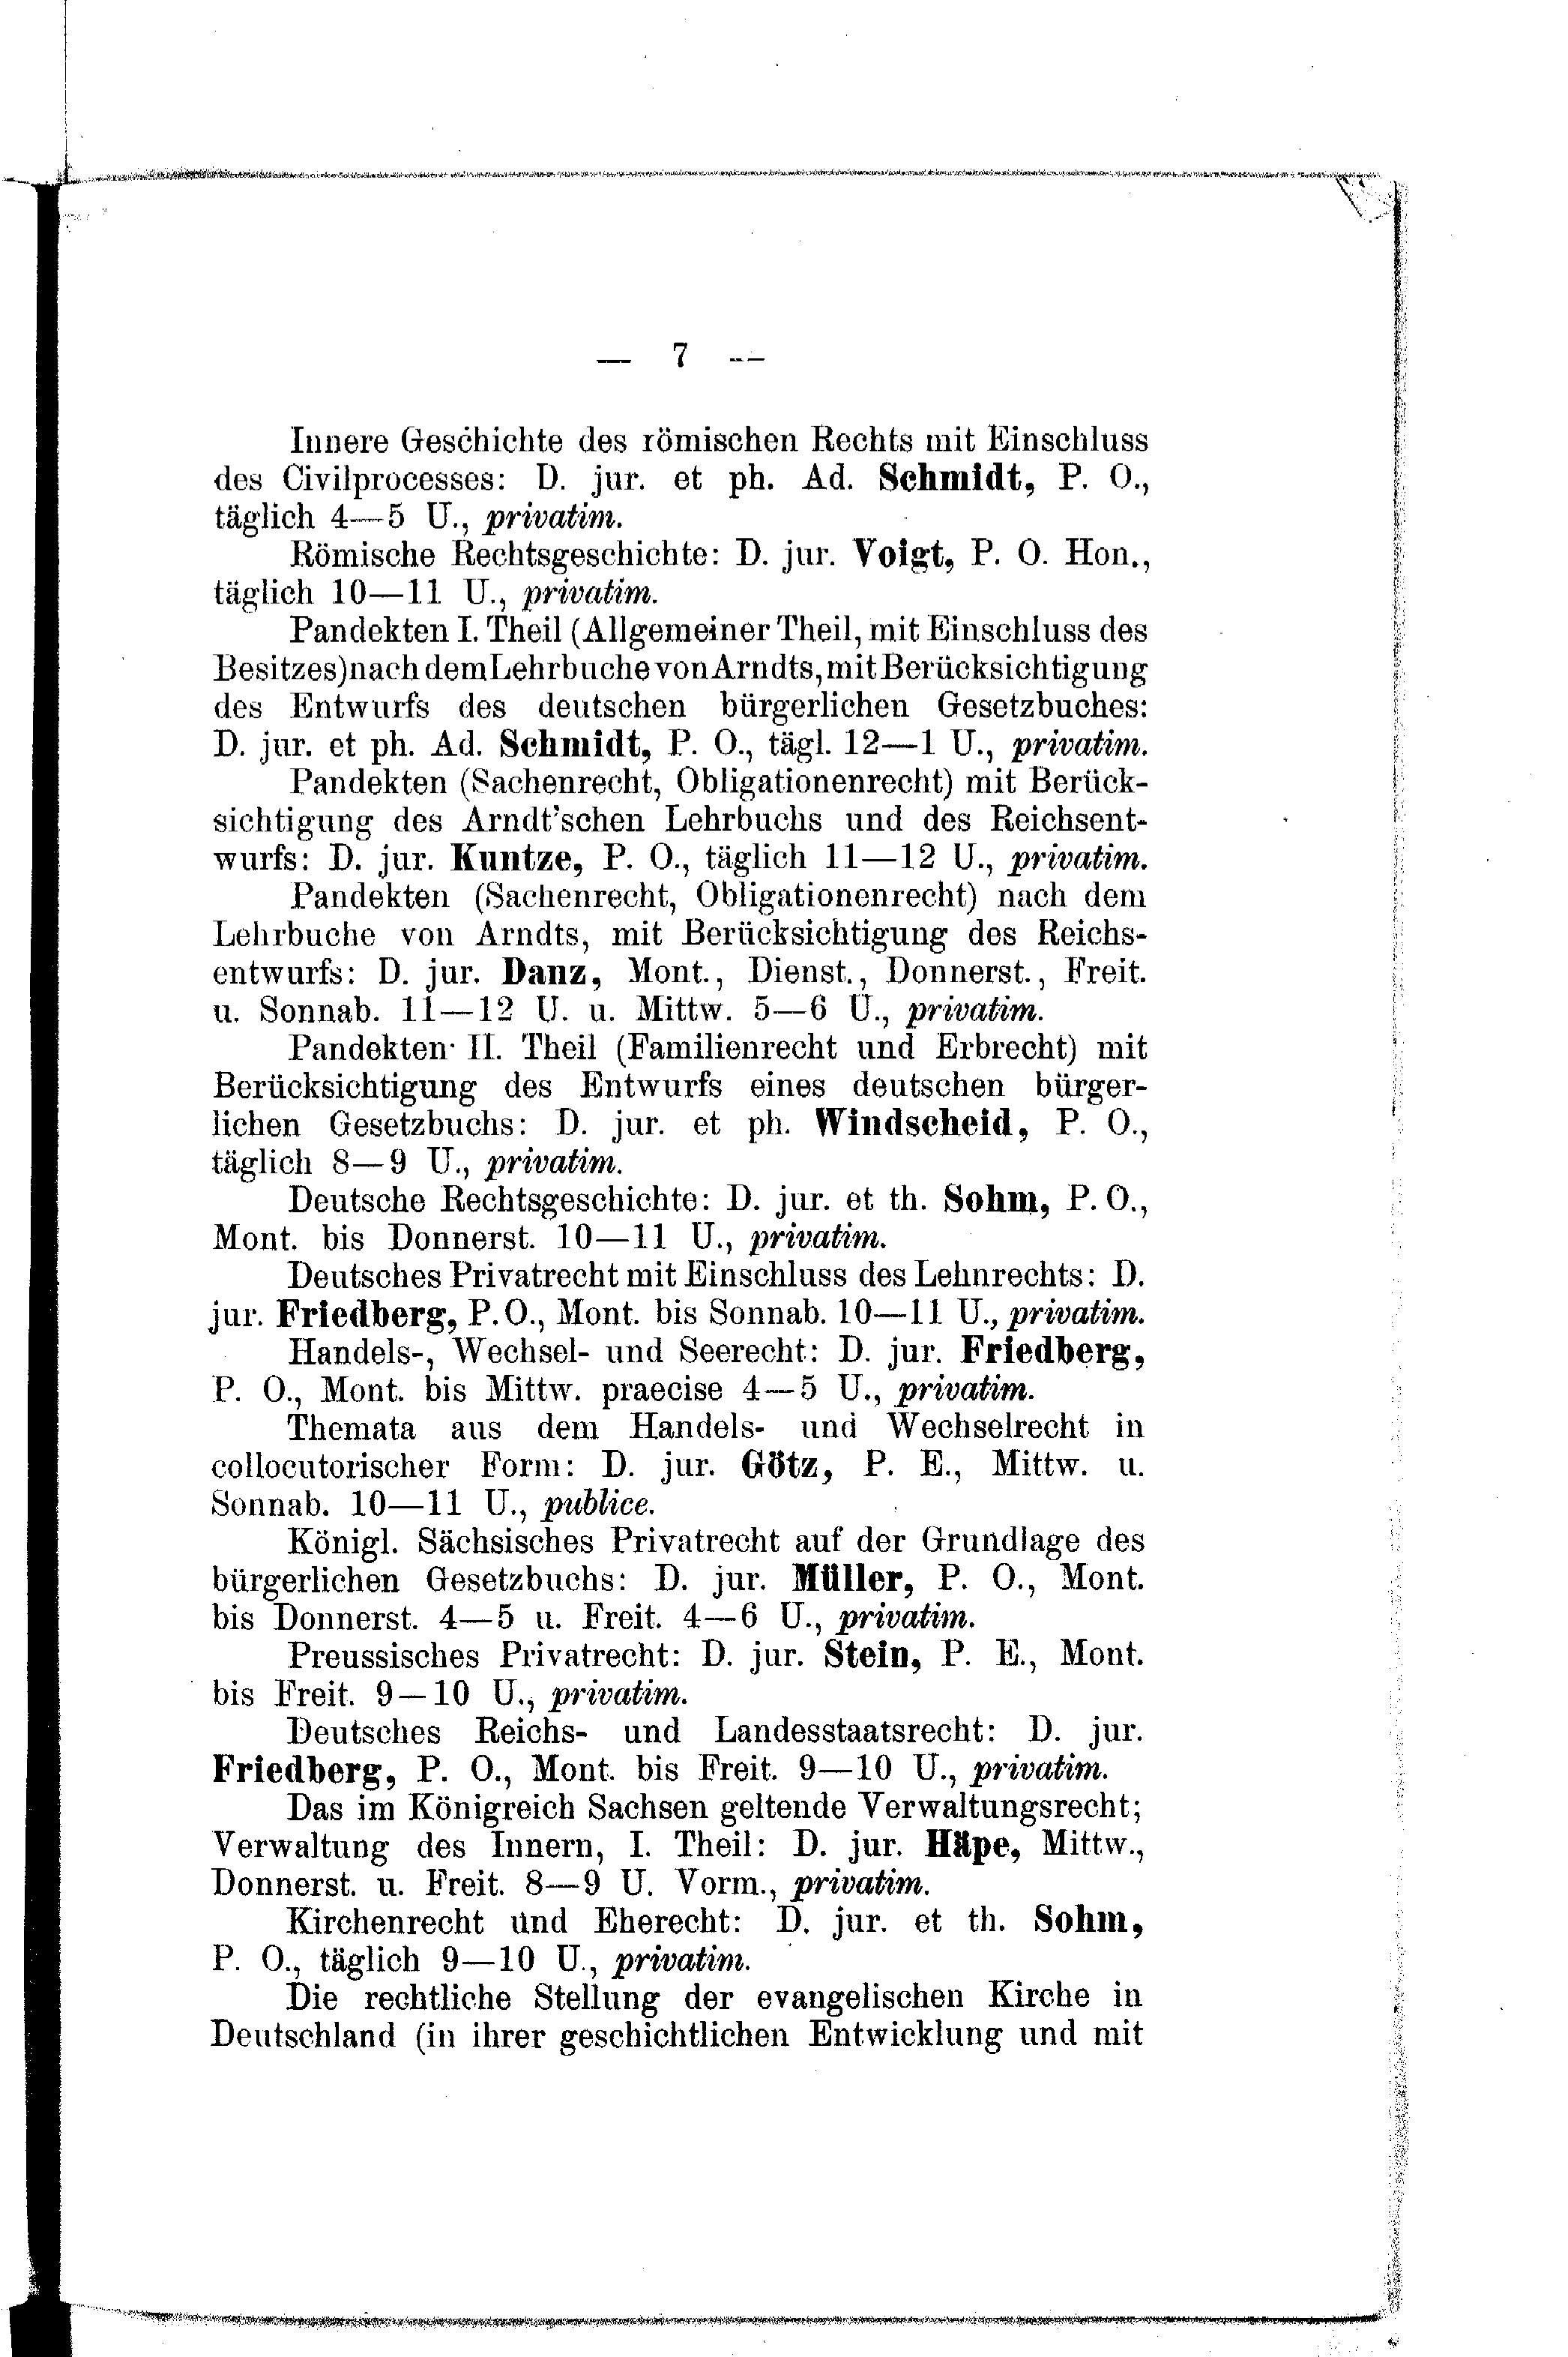 — 7 —
Innere Geschichte des römischen Rechts mit Einschluss
des Civilprocesses: D. jur. et ph. Ad. Schmidt, P. O.,
täglich 4—5 U., privatim.
Römische Rechtsgeschichte: D. jur. Voigt, P. O. Hon.,
täglich 10—11 U., privatim.
Pandekten I. Theil (Allgemeiner Theil, mit Einschluss des
Besitzes) nach dem Lehrbuche von Arndts, mit Berücksichtigung
des Entwurfs des deutschen bürgerlichen Gesetzbuches:
D. jur. et ph. Ad. Schmidt, P. O., tägl. 12—1 U., privatim.
Pandekten (Sachenrecht, Obligationenrecht) mit Berück-
sichtigung des Arndt'schen Lehrbuchs und des Reichsent-
wurfs: D. jur. Kuntze, P. O., täglich 11—12 U., privatim.
Pandekten (Sachenrecht, Obligationenrecht) nach dem
Lehrbuche von Arndts, mit Berücksichtigung des Reichs-
entwurfs: D. jur. Danz, Mont., Dienst., Donnerst., Freit.
u. Sonnab. 11—12 U. u. Mittw. 5—6 U., privatim.
Pandekten II. Theil (Familienrecht und Erbrecht) mit
Berücksichtigung des Entwurfs eines deutschen bürger-
lichen Gesetzbuchs: D. jur. et ph. Windscheid, P. O.,
täglich 8—9 U., privatim.
Deutsche Rechtsgeschichte: D. jur. et th. Sohm, P. O.,
Mont. bis Donnerst. 10—11 U., privatim.
Deutsches Privatrecht mit Einschluss des Lehnrechts: D.
jur. Friedberg, P. O., Mont. bis Sonnab. 10—11 U., privatim.
Handels-, Wechsel- und Seerecht: D. jur. Friedberg,
P. O., Mont. bis Mittw. praecise 4—5 U., privatim.
Themata aus dem Handels- und Wechselrecht in
collocutorischer Form: D. jur. Götz, P. E., Mittw. u.
Sonnab. 10—11 U., publice.
Königl. Sächsisches Privatrecht auf der Grundlage des
bürgerlichen Gesetzbuchs: D. jur. Müller, P. O., Mont.
bis Donnerst. 4—5 u. Freit. 4—6 U., privatim.
Preussisches Privatrecht: D. jur. Stein, P. E., Mont.
bis Freit. 9—10 U., privatim.
Deutsches Reichs- und Landesstaatsrecht: D. jur.
Friedberg, P. O., Mont. bis Freit. 9—10 U., privatim.
Das im Königreich Sachsen geltende Verwaltungsrecht;
Verwaltung des Innern, I. Theil: D. jur. Häpe, Mittw.,
Donnerst. u. Freit. 8—9 U. Vorm., privatim.
Kirchenrecht und Eherecht: D. jur. et th. Sohm,
P. O., täglich 9—10 U., privatim.
Die rechtliche Stellung der evangelischen Kirche in
Deutschland (in ihrer geschichtlichen Entwicklung und mit